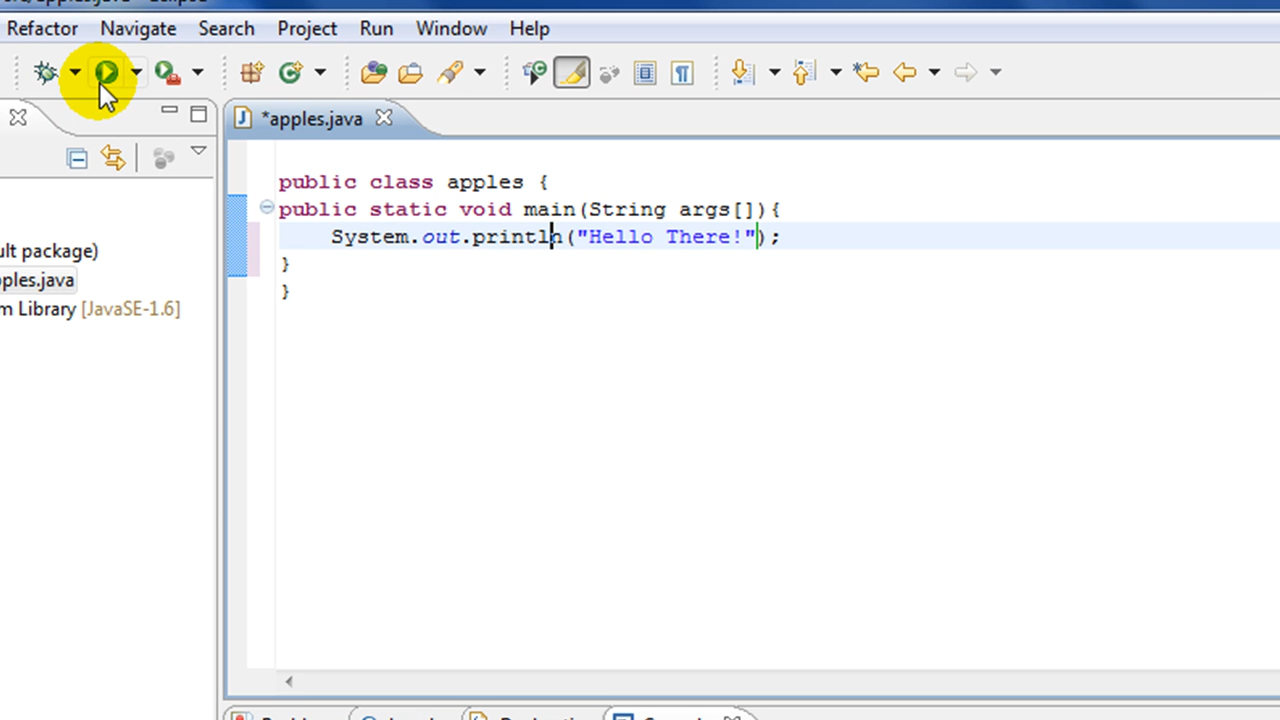 Refactor Navigate Search Project Run Window Help
*apples.java
public class apples {
public static void main(String args[]){
System.out.println("Hello There!");
}
}
ult package)
ples.java
m Library [JavaSE-1.6]